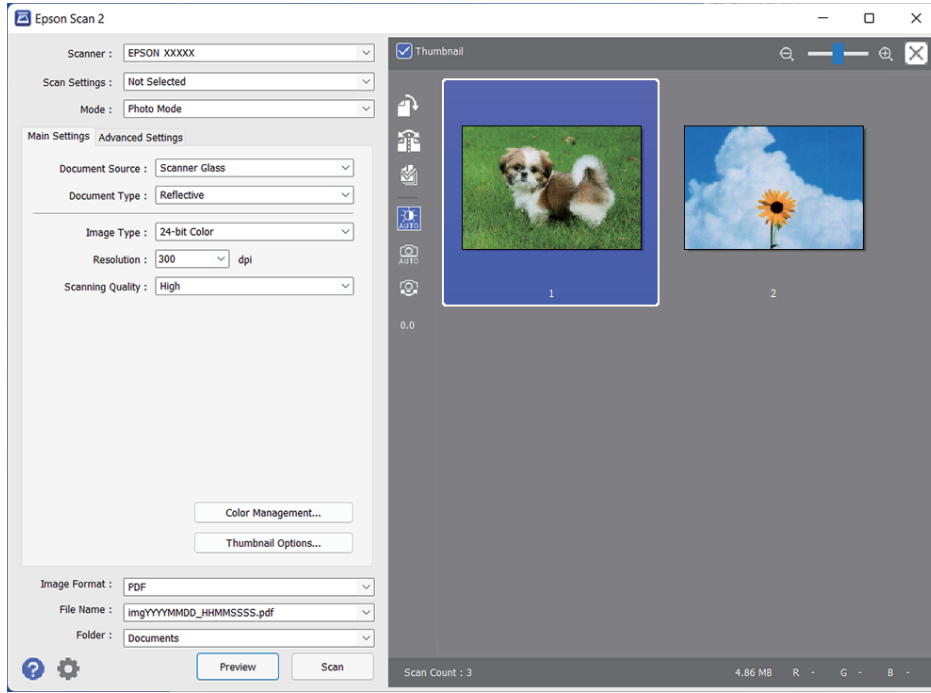 Epson Scan 2
Scanner : EPSON XXXXX
Scan Settings : Not Selected
Mode : Photo Mode
Main Settings Advanced Settings
Document Source : Scanner Glass
Document Type : Reflective
Image Type : 24-bit Color
Resolution : 300 dpi
Scanning Quality : High
Color Management...
Thumbnail Options...
Image Format : PDF
File Name : imgYYYYMMDD_HHMMSSSS.pdf
Folder : Documents
? Preview Scan
Thumbnail
AUTO
AUTO
0.0
1
2
Scan Count : 3 4.86 MB R - G - B -